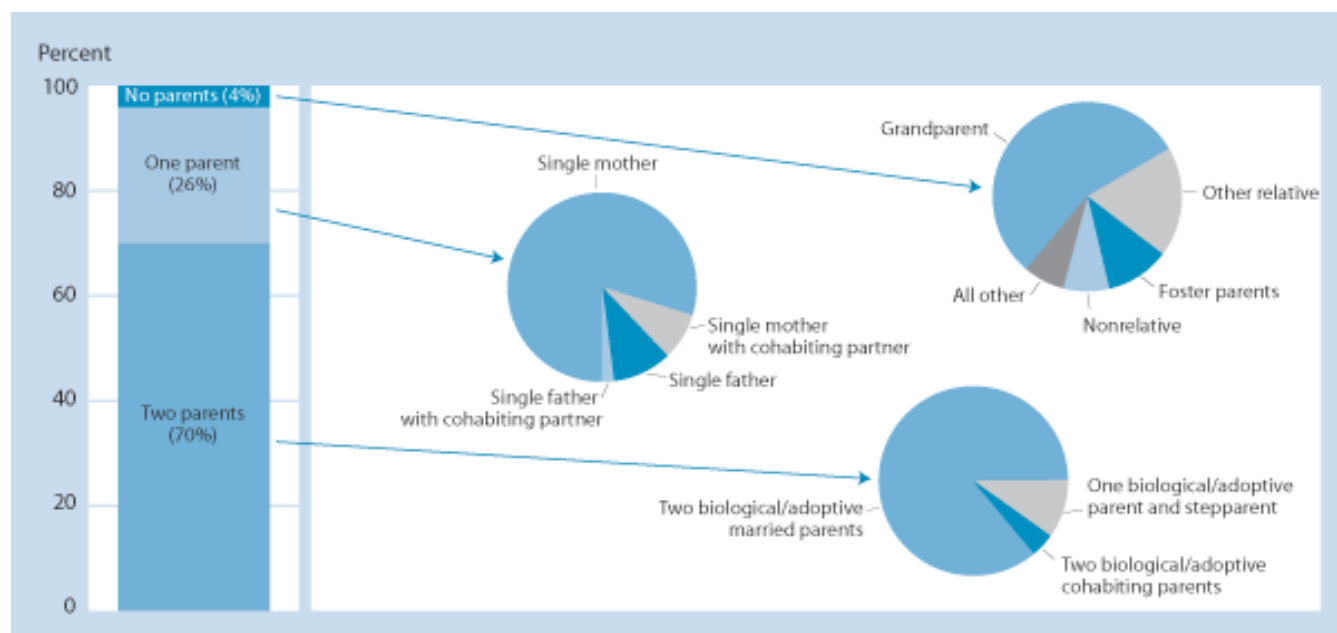 Percent
100
No parents (4%)
One parent
(26%)
80
60
40
Two parents
(70%)
20
0
Single mother
Single mother
with cohabiting partner
Single father
Single father
with cohabiting partner
Grandparent
Other relative
Foster parents
Nonrelative
All other
Two biological/adoptive
married parents
One biological/adoptive
parent and stepparent
Two biological/adoptive
cohabiting parents